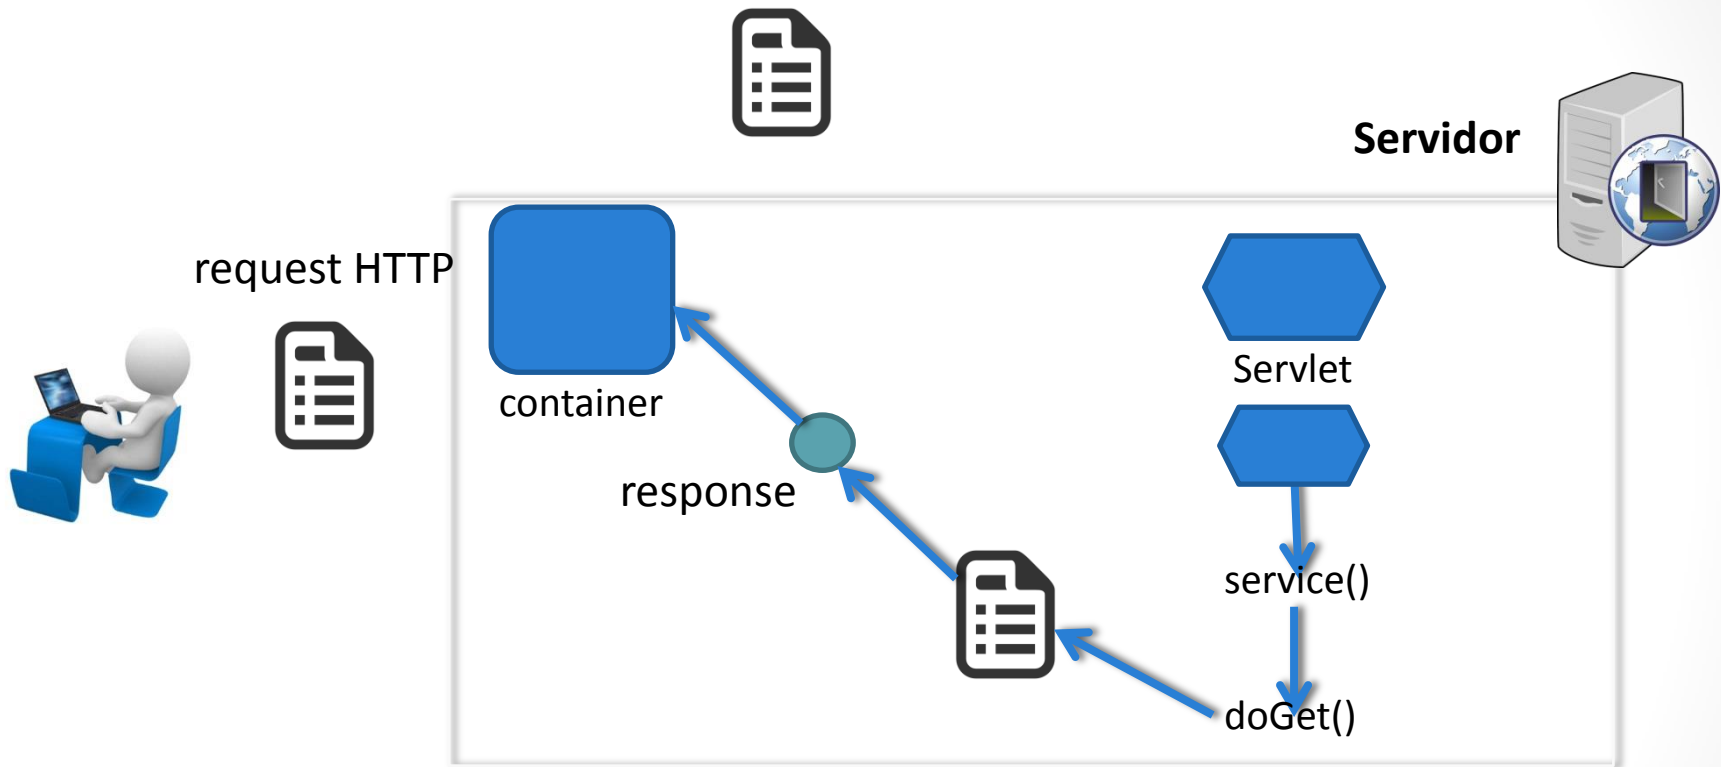 Servidor
request HTTP
Servlet
container
response
service()
doGet()